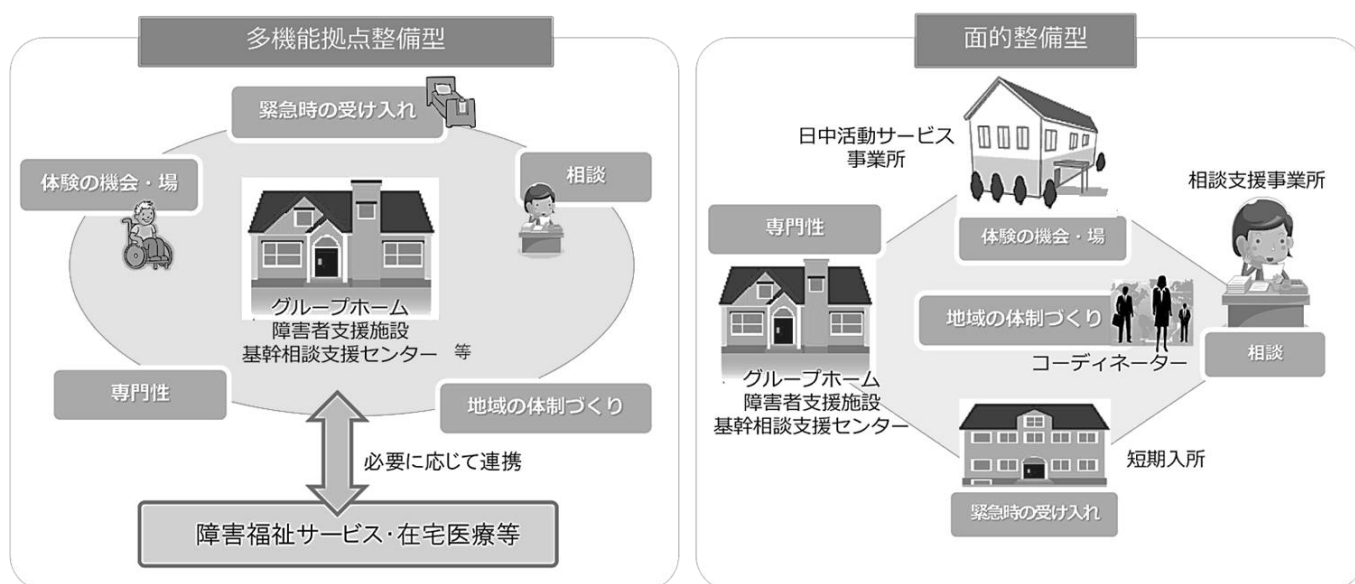 多機能拠点整備型
緊急時の受け入れ
体験の機会・場
相談
グループホーム
障害者支援施設
基幹相談支援センター 等
専門性
地域の体制づくり
必要に応じて連携
障害福祉サービス・在宅医療等
面的整備型
日中活動サービス
事業所
相談支援事業所
専門性
体験の機会・場
地域の体制づくり
コーディネーター
相談
グループホーム
障害者支援施設
基幹相談支援センター
短期入所
緊急時の受け入れ